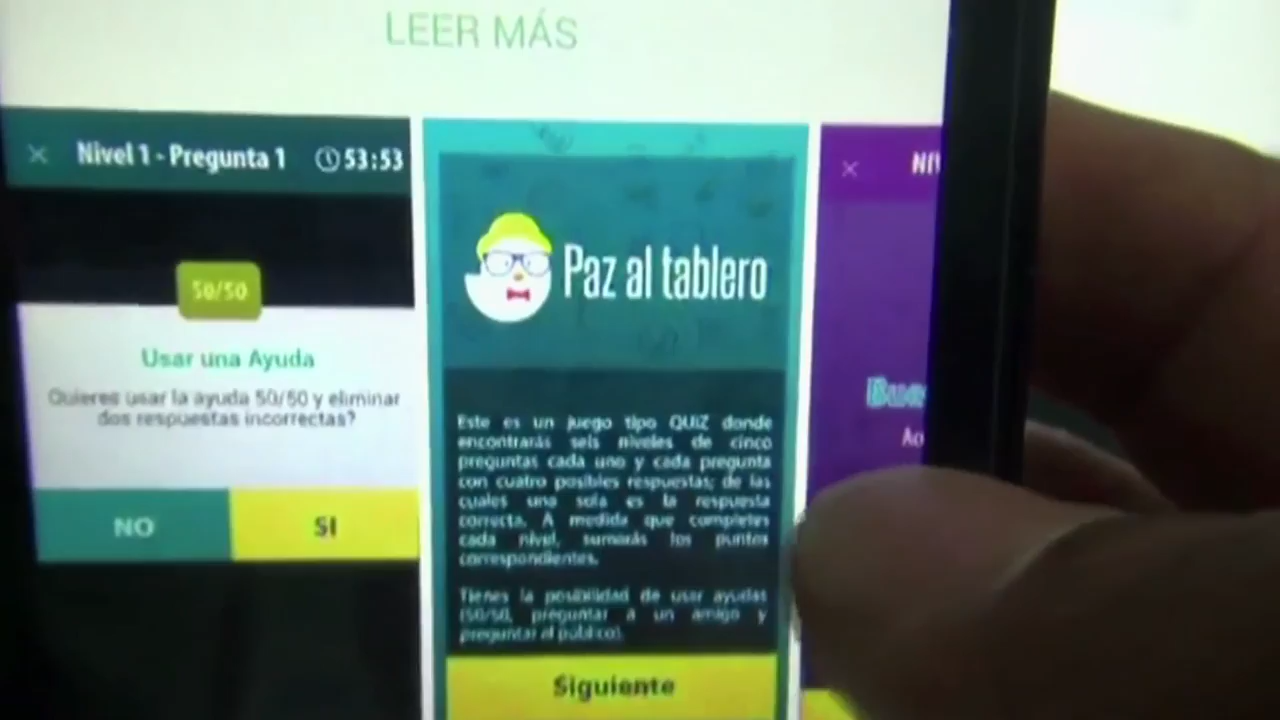 LEER MÁS
Nivel 1 - Pregunta 1
53:53
50/50
Usar una Ayuda
Quieres usar la ayuda 50/50 y eliminar
dos respuestas incorrectas?
NO
SI
Paz al tablero
Este es un juego tipo QUIZ donde
encontrarás seis niveles de cinco
preguntas cada uno y cada pregunta
con cuatro posibles respuestas; de las
cuales una sola es la respuesta
correcta. A medida que completes
cada nivel, sumarás los puntos
correspondientes.
Tienes la posibilidad de usar ayudas
(50/50, preguntar a un amigo y
preguntar al público).
Siguiente